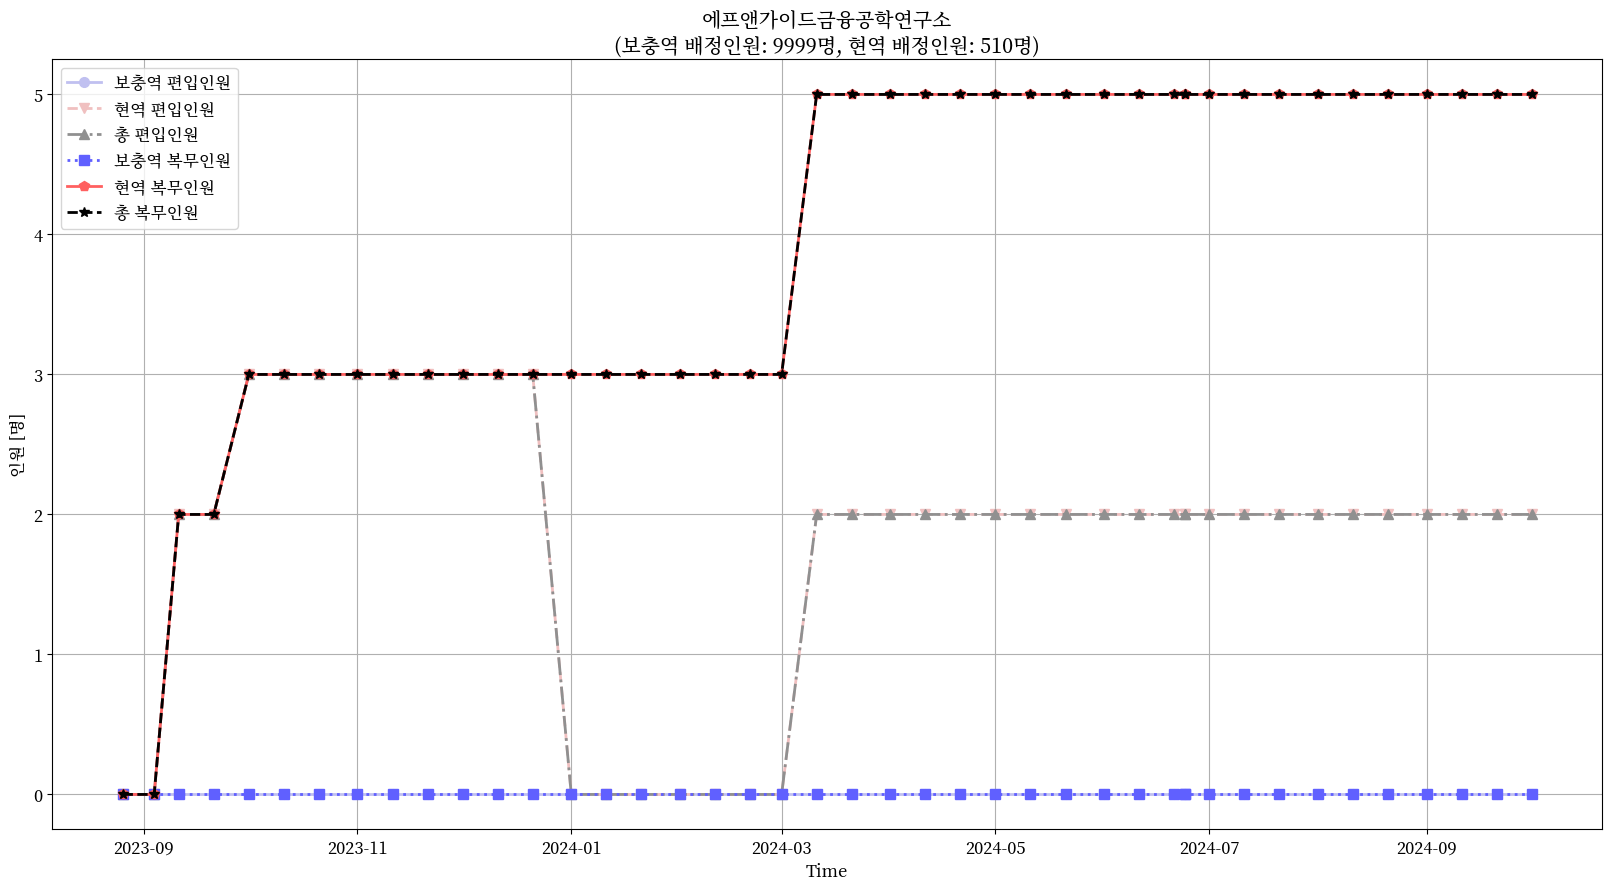 에프앤가이드금융공학연구소
(보충역 배정인원: 9999명, 현역 배정인원: 510명)
보충역 편입인원
현역 편입인원
총 편입인원
보충역 복무인원
현역 복무인원
총 복무인원
5
4
3
2
1
0
인원 [명]
2023-09
2023-11
2024-01
2024-03
2024-05
2024-07
2024-09
Time